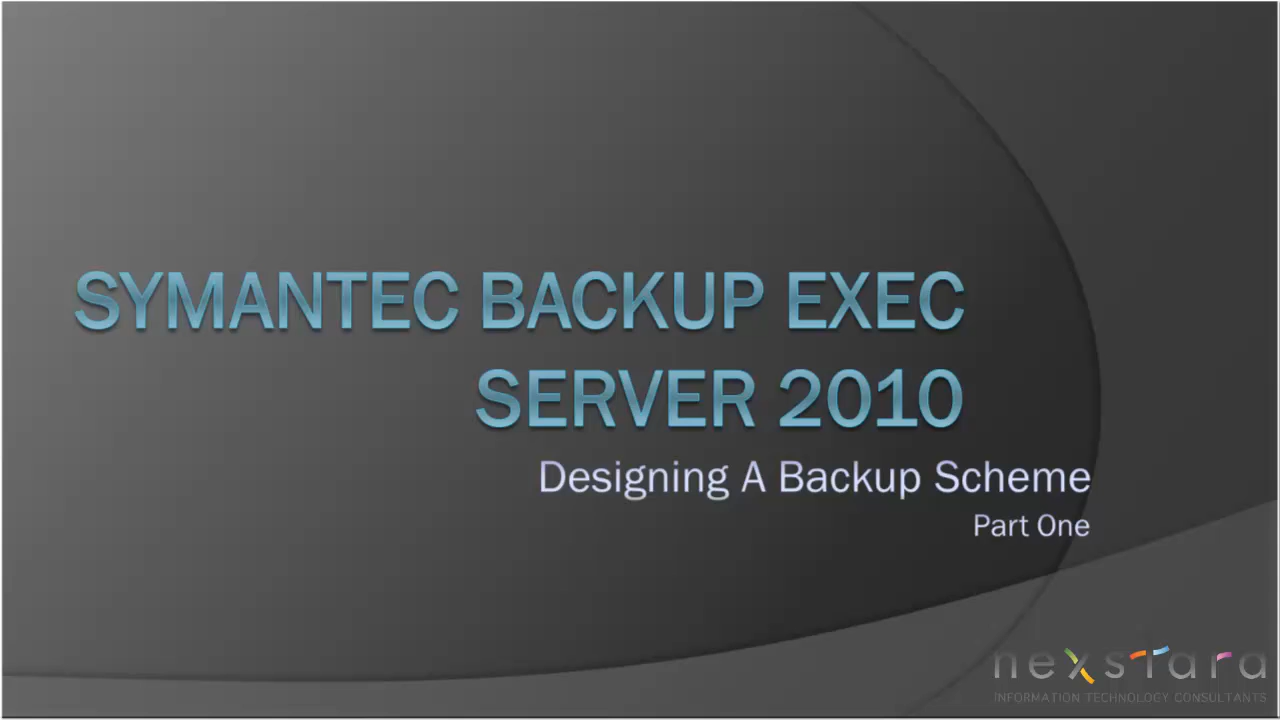 SYMANTEC BACKUP EXEC
SERVER 2010
Designing A Backup Scheme
Part One
nexstara
INFORMATION TECHNOLOGY CONSULTANTS